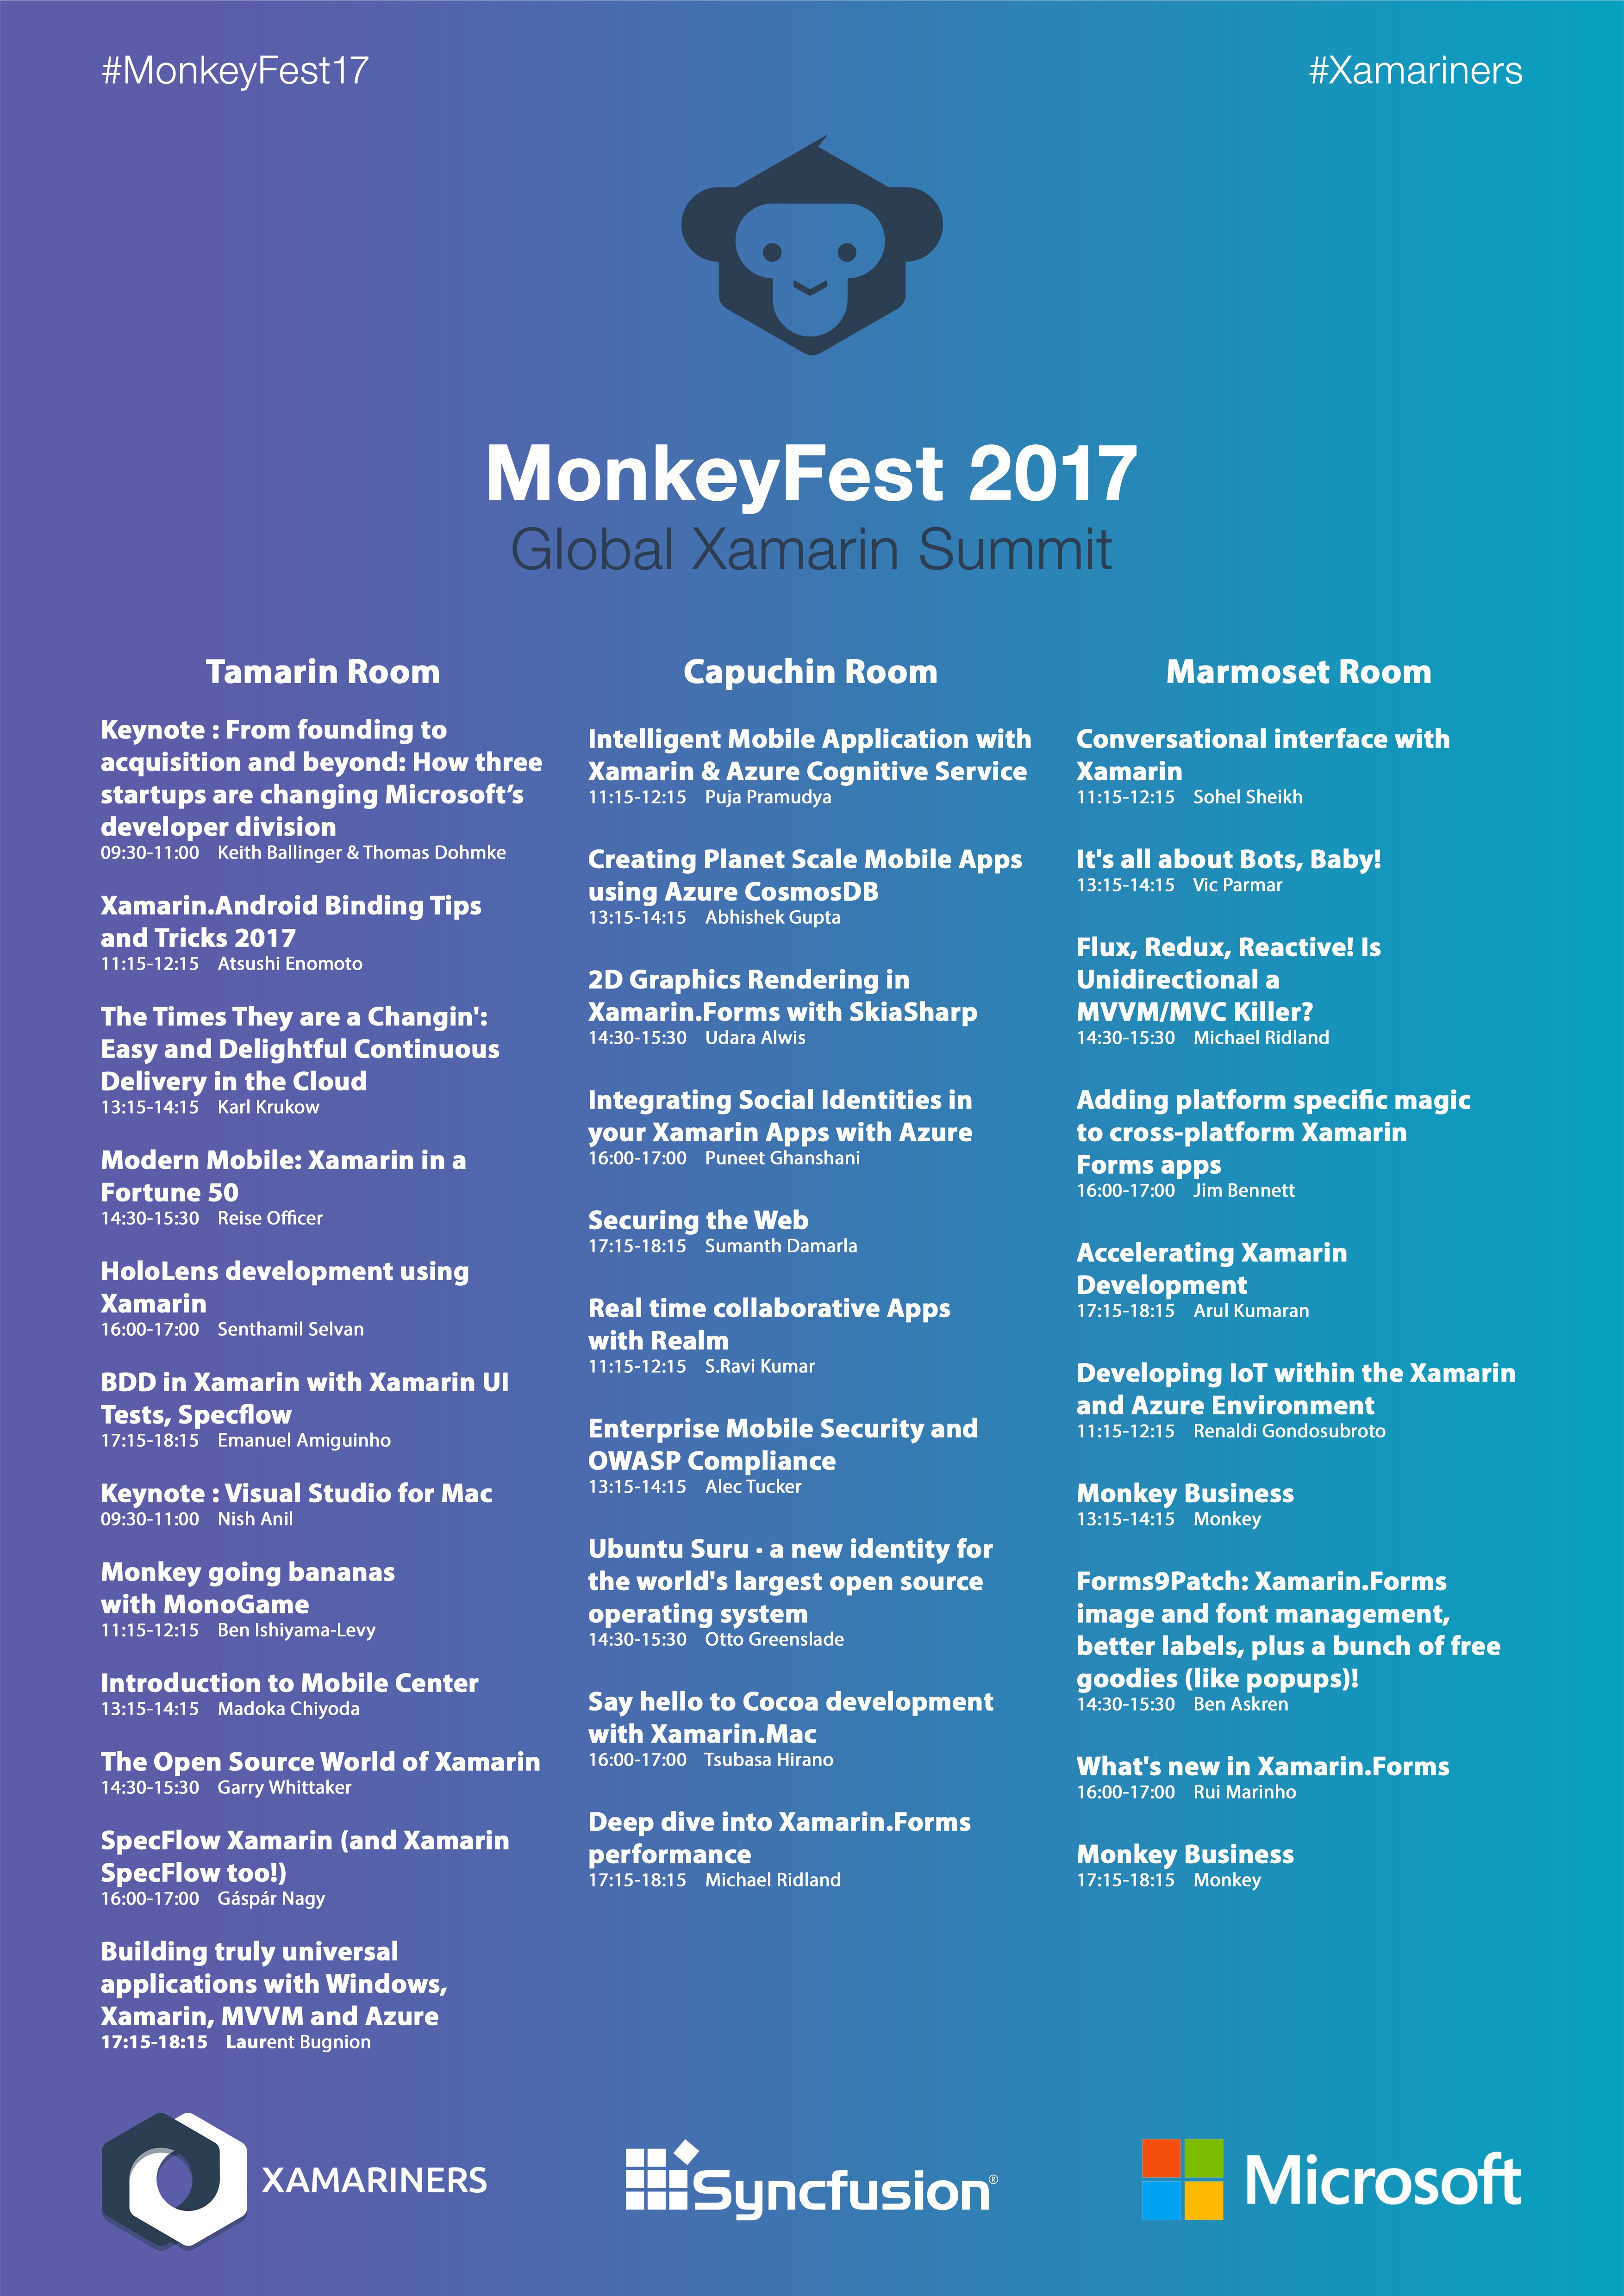 #MonkeyFest17
#Xamariners
MonkeyFest 2017
Global Xamarin Summit
Tamarin Room
Keynote : From founding to
acquisition and beyond: How three
startups are changing Microsoft’s
developer division
09:30-11:00 Keith Ballinger & Thomas Dohmke
Xamarin.Android Binding Tips
and Tricks 2017
11:15-12:15 Atsushi Enomoto
The Times They are a Changin':
Easy and Delightful Continuous
Delivery in the Cloud
13:15-14:15 Karl Krukow
Modern Mobile: Xamarin in a
Fortune 50
14:30-15:30 Reise Officer
HoloLens development using
Xamarin
16:00-17:00 Senthamil Selvan
BDD in Xamarin with Xamarin UI
Tests, Specflow
17:15-18:15 Emanuel Amiguinho
Keynote : Visual Studio for Mac
09:30-11:00 Nish Anil
Monkey going bananas
with MonoGame
11:15-12:15 Ben Ishiyama-Levy
Introduction to Mobile Center
13:15-14:15 Madoka Chiyoda
The Open Source World of Xamarin
14:30-15:30 Garry Whittaker
SpecFlow Xamarin (and Xamarin
SpecFlow too!)
16:00-17:00 Gáspár Nagy
Building truly universal
applications with Windows,
Xamarin, MVVM and Azure
17:15-18:15 Laurent Bugnion
Capuchin Room
Intelligent Mobile Application with
Xamarin & Azure Cognitive Service
11:15-12:15 Puja Pramudya
Creating Planet Scale Mobile Apps
using Azure CosmosDB
13:15-14:15 Abhishek Gupta
2D Graphics Rendering in
Xamarin.Forms with SkiaSharp
14:30-15:30 Udara Alwis
Integrating Social Identities in
your Xamarin Apps with Azure
16:00-17:00 Puneet Ghanshani
Securing the Web
17:15-18:15 Sumanth Damarla
Real time collaborative Apps
with Realm
11:15-12:15 S.Ravi Kumar
Enterprise Mobile Security and
OWASP Compliance
13:15-14:15 Alec Tucker
Ubuntu Suru · a new identity for
the world's largest open source
operating system
14:30-15:30 Otto Greenslade
Say hello to Cocoa development
with Xamarin.Mac
16:00-17:00 Tsubasa Hirano
Deep dive into Xamarin.Forms
performance
17:15-18:15 Michael Ridland
Marmoset Room
Conversational interface with
Xamarin
11:15-12:15 Sohel Sheikh
It's all about Bots, Baby!
13:15-14:15 Vic Parmar
Flux, Redux, Reactive! Is
Unidirectional a
MVVM/MVC Killer?
14:30-15:30 Michael Ridland
Adding platform specific magic
to cross-platform Xamarin
Forms apps
16:00-17:00 Jim Bennett
Accelerating Xamarin
Development
17:15-18:15 Arul Kumaran
Developing IoT within the Xamarin
and Azure Environment
11:15-12:15 Renaldi Gondosubroto
Monkey Business
13:15-14:15 Monkey
Forms9Patch: Xamarin.Forms
image and font management,
better labels, plus a bunch of free
goodies (like popups)!
14:30-15:30 Ben Askren
What's new in Xamarin.Forms
16:00-17:00 Rui Marinho
Monkey Business
17:15-18:15 Monkey
XAMARINERS
Syncfusion®
Microsoft